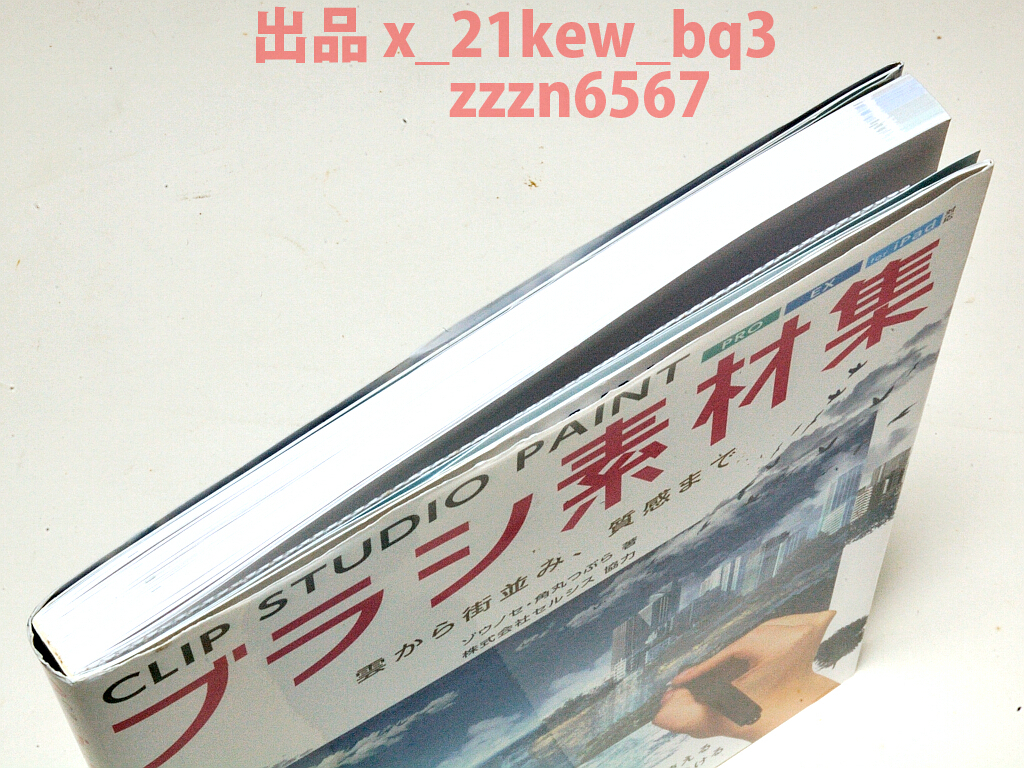 出品 x_21kew_bq3
zzzn6567
CLIP STUDIO PAINT PRO EX for iPad 対応
ブラシ素材集
雲から街並み、質感まで
ゾウノセ・角丸つぶら 著
株式会社セルシス 協力